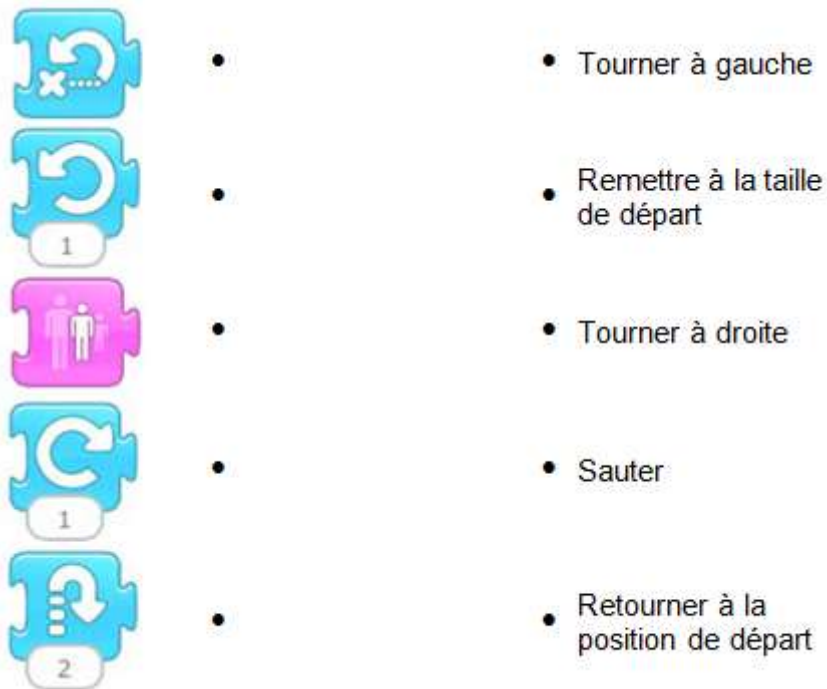 Tourner à gauche
1
Remettre à la taille
de départ
Tourner à droite
1
Sauter
2
Retourner à la
position de départ